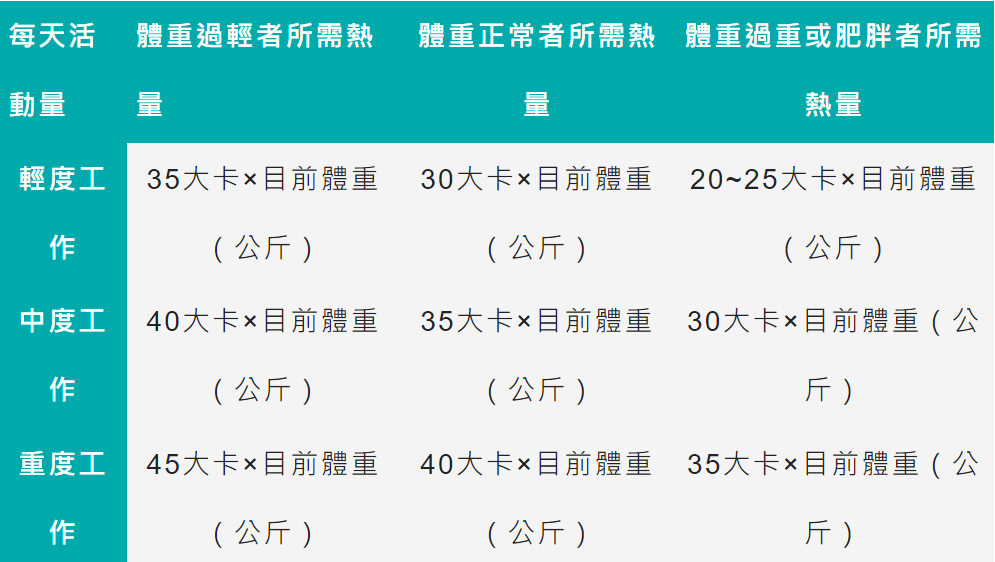 每天活動量 體重過輕者所需熱量 體重正常者所需熱量 體重過重或肥胖者所需熱量
輕度工作 35大卡×目前體重（公斤） 30大卡×目前體重（公斤） 20~25大卡×目前體重（公斤）
中度工作 40大卡×目前體重（公斤） 35大卡×目前體重（公斤） 30大卡×目前體重（公斤）
重度工作 45大卡×目前體重（公斤） 40大卡×目前體重（公斤） 35大卡×目前體重（公斤）